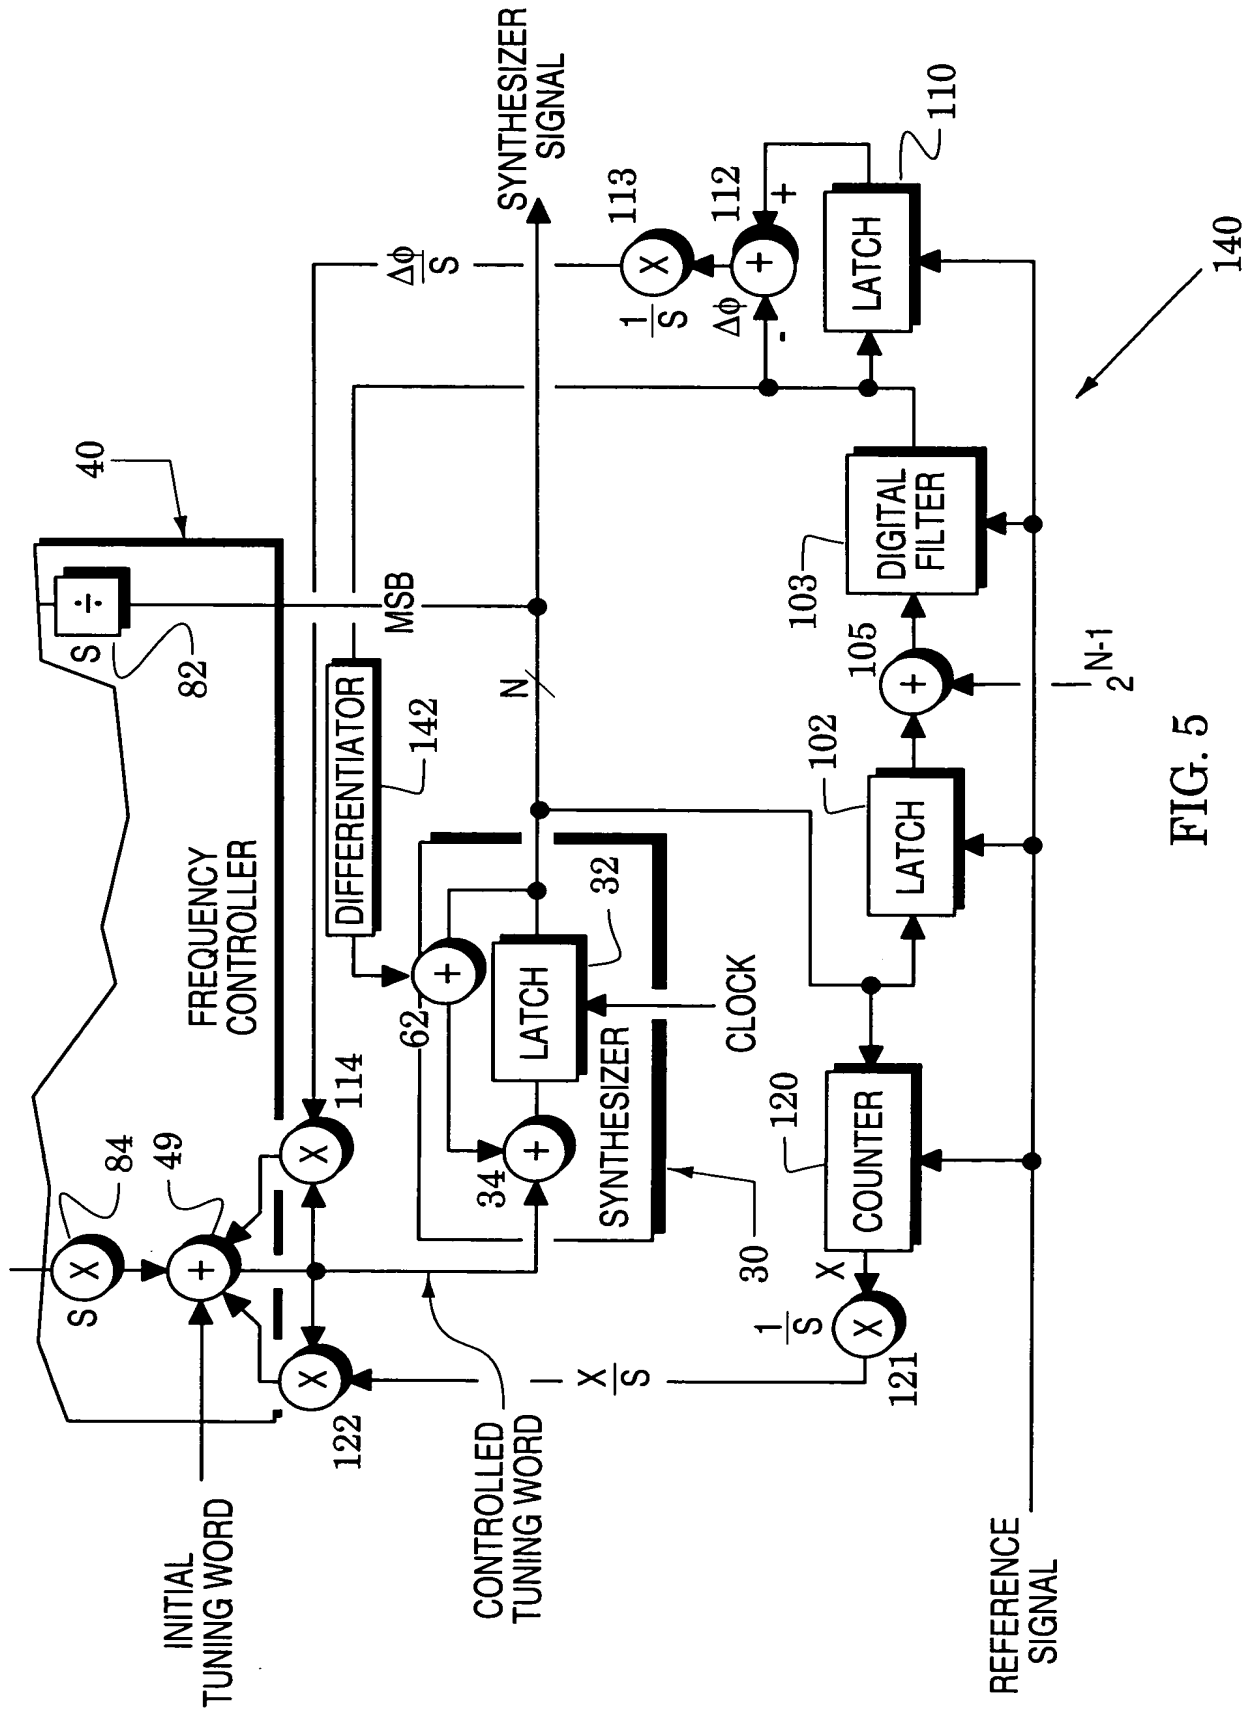 INITIAL
TUNING WORD
S
X
84
+
49
FREQUENCY
CONTROLLER
S
÷
82
40
122
X
X
114
CONTROLLED
TUNING WORD
DIFFERENTIATOR
142
MSB
Δφ
S
34
+
62
+
LATCH
32
SYNTHESIZER
30
CLOCK
N
SYNTHESIZER
SIGNAL
X
S
1
S
X
121
X
COUNTER
120
LATCH
102
+
105
2N-1
DIGITAL
FILTER
103
1
S
X
113
Δφ
+
112
-
+
LATCH
110
REFERENCE
SIGNAL
140
FIG. 5